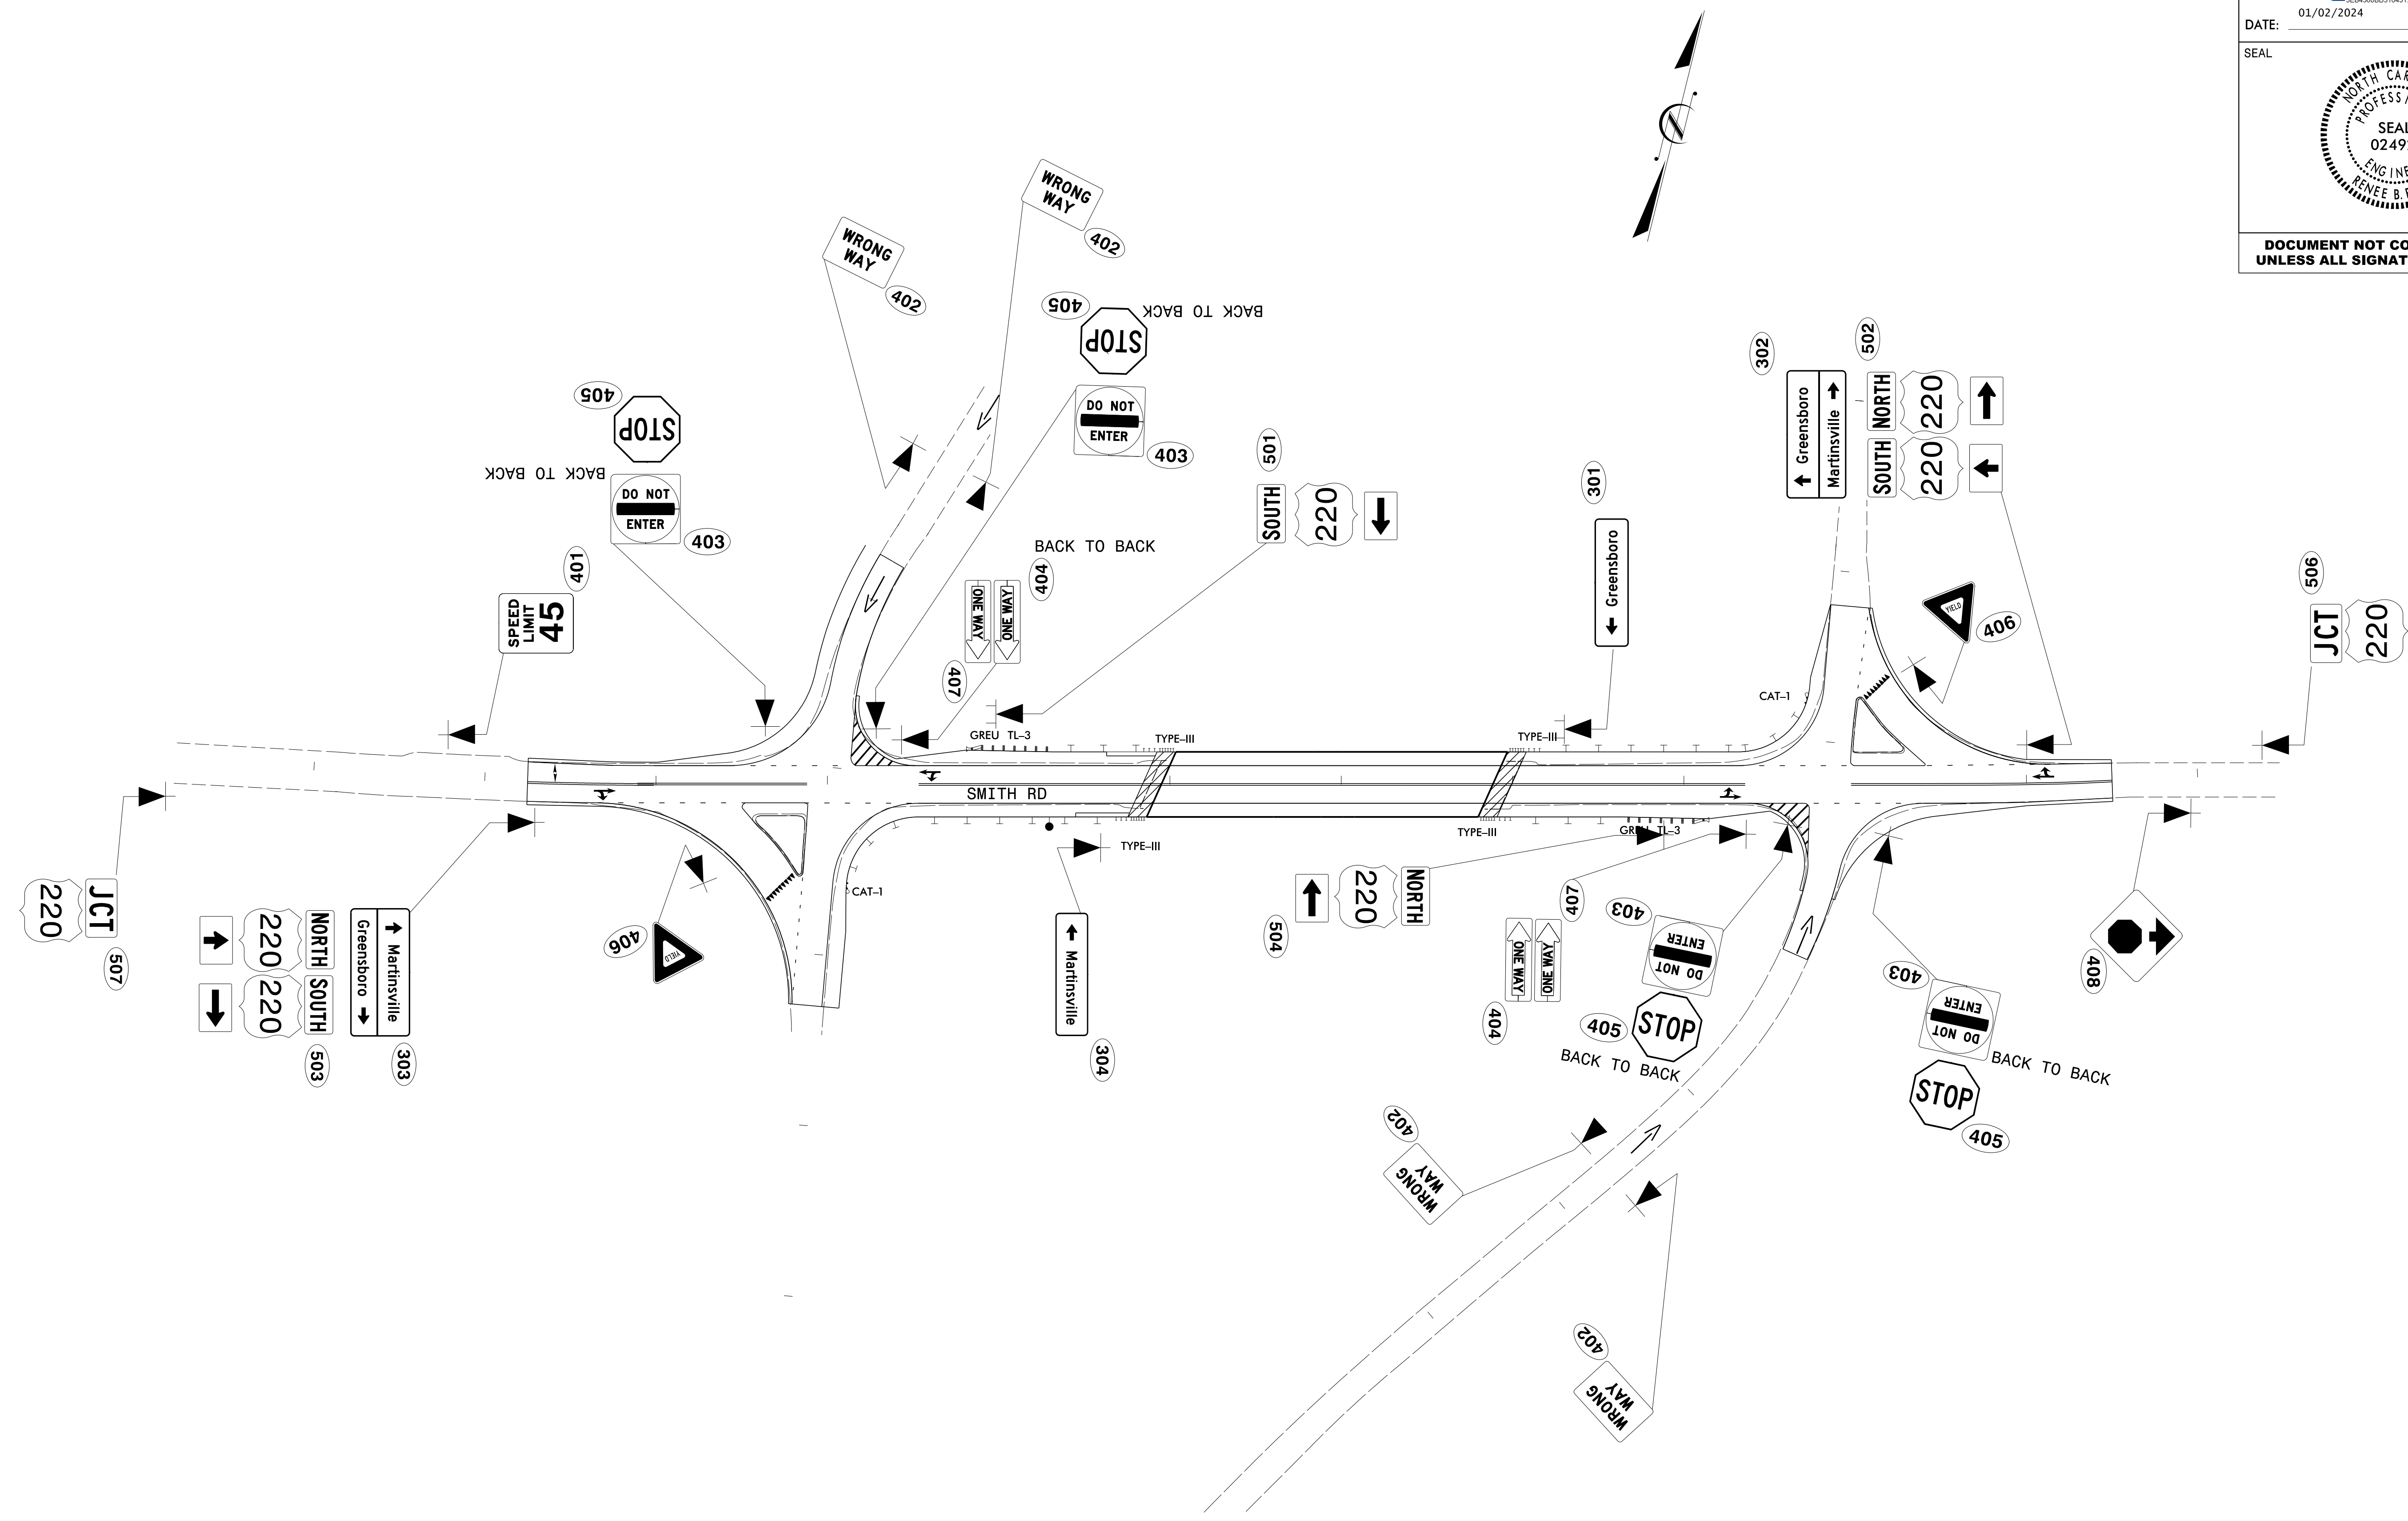 01/02/2024
DATE:
SEAL
NORTH
SEAL
RENEE B.
DOCUMENT NOT
UNLESS ALL
WRONG
WAY
402
WRONG
WAY
402
405
STOP
BACK TO BACK
DO NOT
ENTER
403
405
STOP
BACK TO BACK
DO NOT
ENTER
403
401
SPEED
LIMIT
45
BACK TO BACK
404
ONE WAY
ONE WAY
407
501
SOUTH
220
301
Greensboro
302
Greensboro
Martinsville
502
NORTH
220
SOUTH
220
YIELD
406
506
JCT
220
CAT-1
GREU TL-3
TYPE-III
TYPE-III
SMITH RD
TYPE-III
TYPE-III
GREU TL-3
CAT-1
JCT
220
507
NORTH
220
SOUTH
220
503
Martinsville
Greensboro
303
YIELD
406
Martinsville
304
NORTH
220
504
407
ONE WAY
ONE WAY
404
403
DO NOT
ENTER
405
STOP
BACK TO BACK
403
DO NOT
ENTER
BACK TO BACK
STOP
405
408
402
WRONG
WAY
402
WRONG
WAY